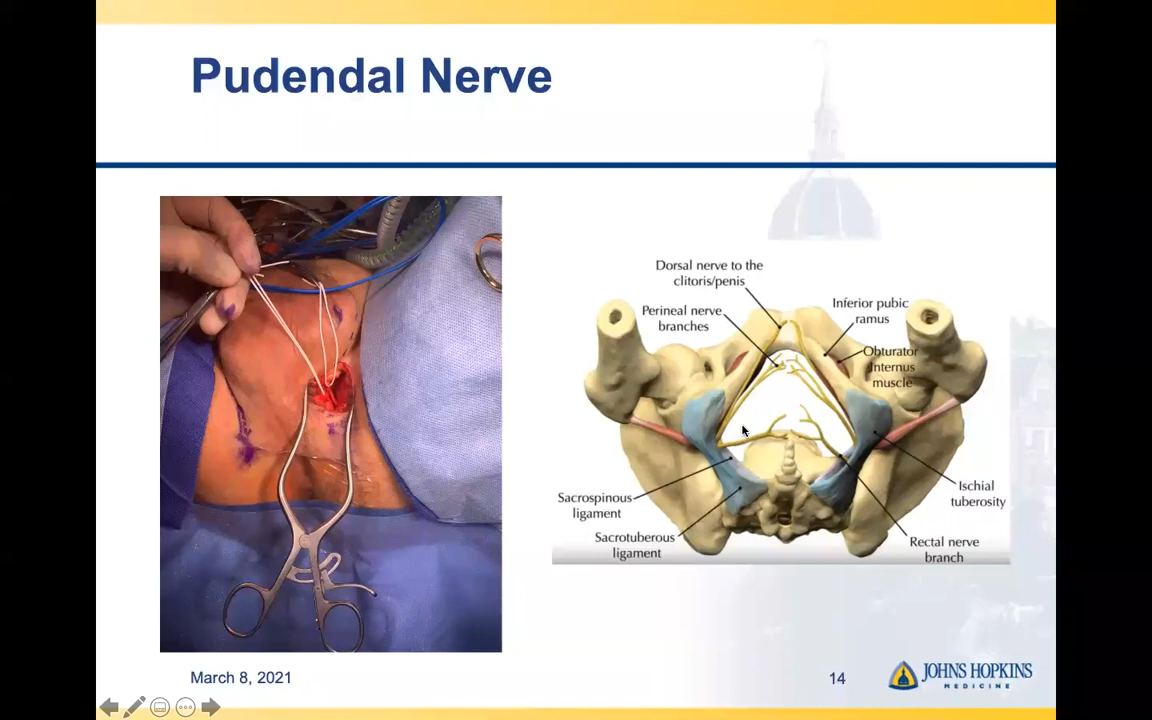 Pudendal Nerve
Dorsal nerve to the
clitoris/penis
Perineal nerve
branches
Inferior pubic
ramus
Obturator
Internus
muscle
Ischial
tuberosity
Sacrospinous
ligament
Sacrotuberous
ligament
Rectal nerve
branch
March 8, 2021
14
JOHNS HOPKINS
MEDICINE